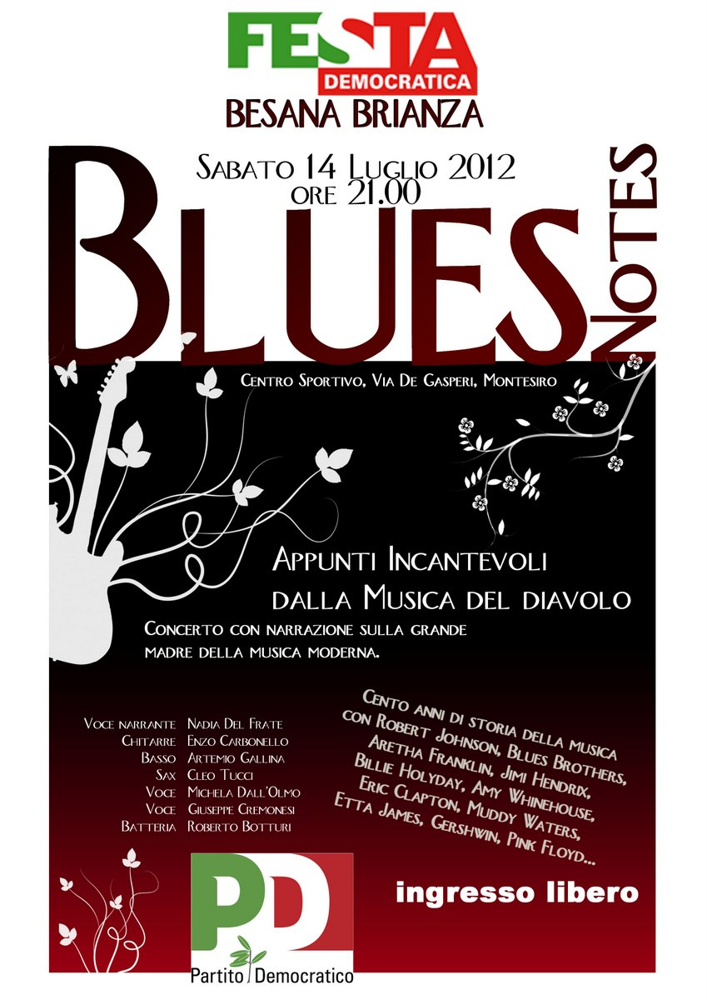 FESTA
DEMOCRATICA
BESANA BRIANZA
SABATO 14 LUGLIO 2012
ORE 21.00
BLUES
NOTES
CENTRO SPORTIVO, VIA DE GASPERI, MONTESIRO
APPUNTI INCANTEVOLI
DALLA MUSICA DEL DIAVOLO
CONCERTO CON NARRAZIONE SULLA GRANDE
MADRE DELLA MUSICA MODERNA.
VOCE NARRANTE NADIA DEL FRATE
CHITARRE ENZO CARBONELLO
BASSO ARTEMIO GALLINA
SAX CLEO TUCCI
VOCE MICHELA DALL'OLMO
VOCE GIUSEPPE CREMONESI
BATTERIA ROBERTO BOTTURI
CENTO ANNI DI STORIA DELLA MUSICA
CON ROBERT JOHNSON, BLUES BROTHERS,
ARETHA FRANKLIN, JIMI HENDRIX,
BILLIE HOLYDAY, AMY WHINEHOUSE,
ERIC CLAPTON, MUDDY WATERS,
ETTA JAMES, GERSHWIN, PINK FLOYD...
ingresso libero
PD
Partito Democratico